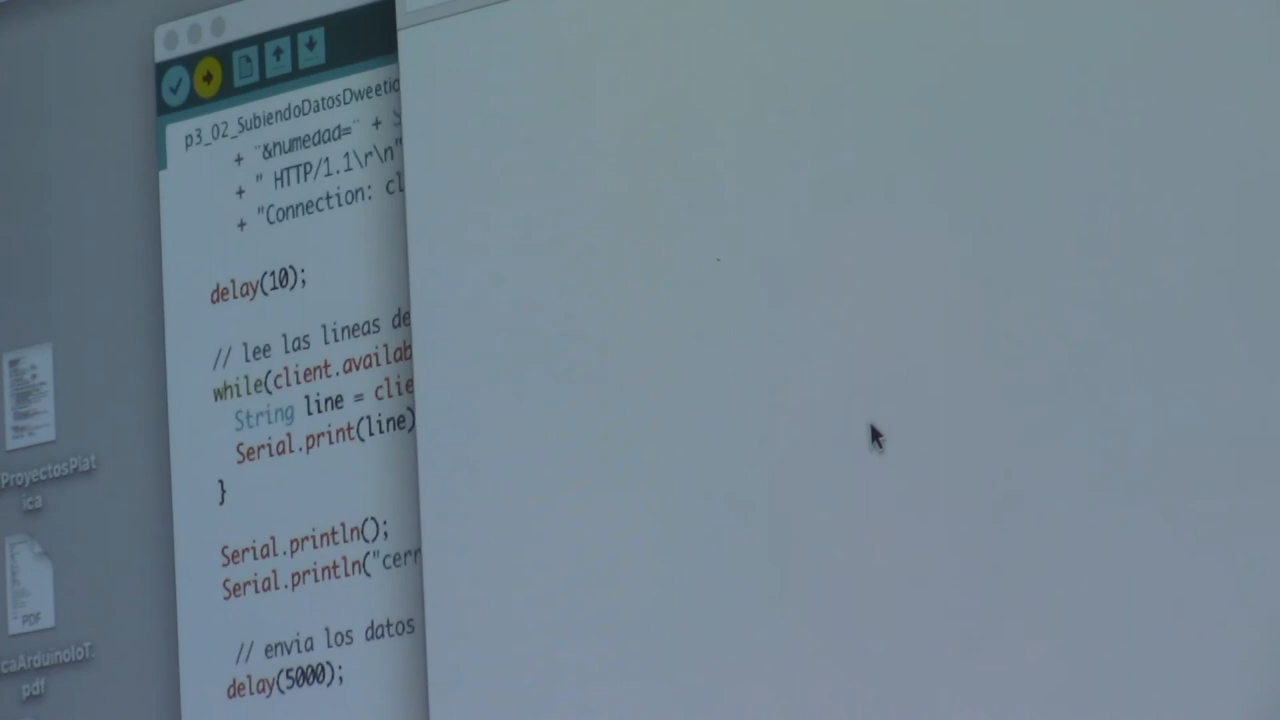 p3_02_SubiendoDatosDweetio
+ "&humedad=" + S
+ " HTTP/1.1\r\n"
+ "Connection: cl
delay(10);
// lee las lineas de
while(client.availab
String line = clie
Serial.print(line)
}
Serial.println();
Serial.println("cerr
// envia los datos
delay(5000);
ProyectosPlat
ica
PDF
caArduinoIoT.
pdf